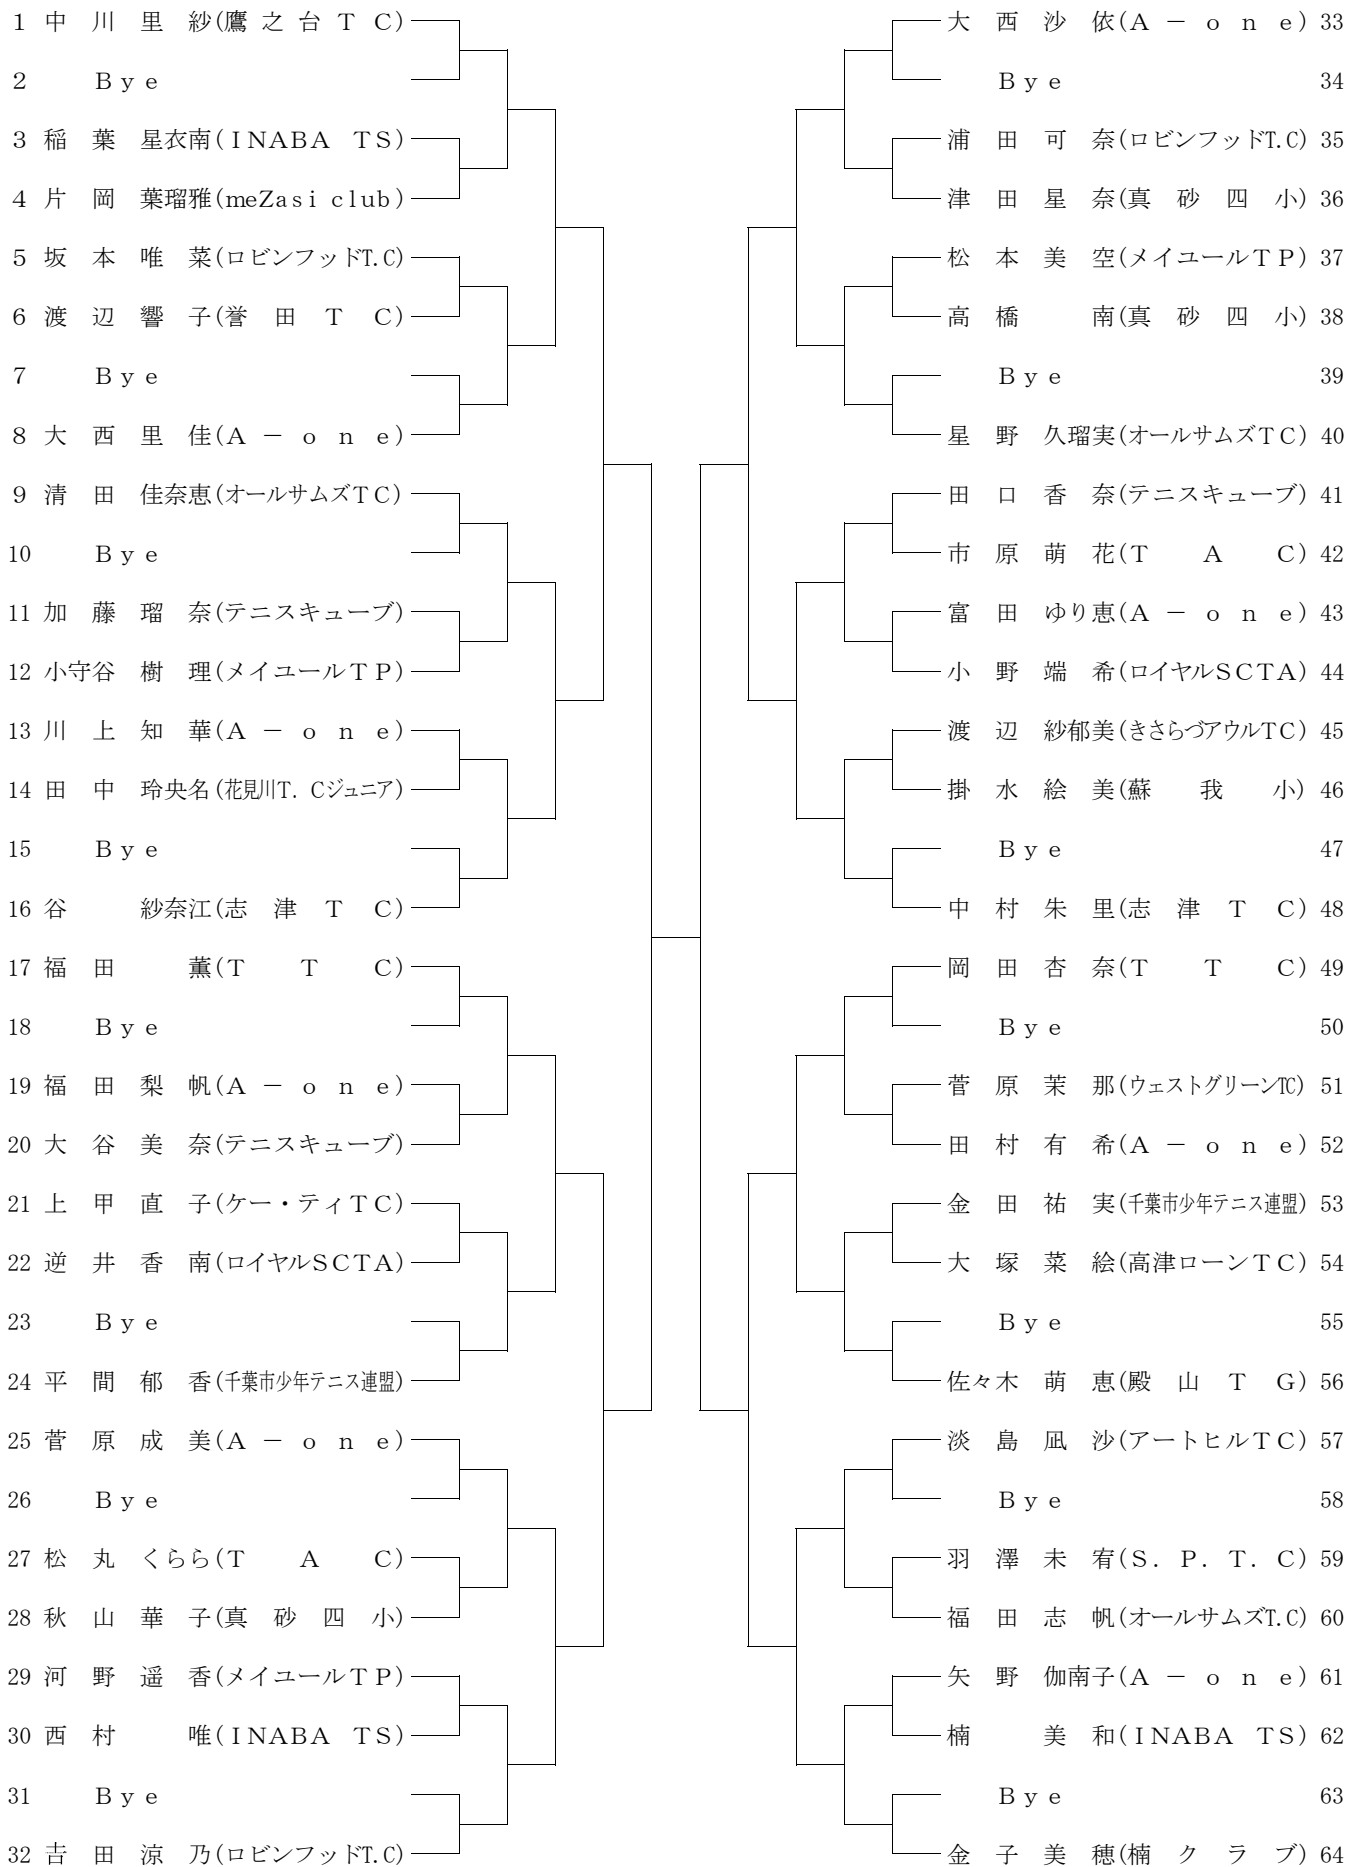 1 中川里紗(鷹之台ＴＣ)
2 Ｂｙｅ
3 稲葉星衣南(ＩＮＡＢＡ ＴＳ)
4 片岡葉瑠雅(meZasi club)
5 坂本唯菜(ロビンフッドT.C)
6 渡辺響子(誉田ＴＣ)
7 Ｂｙｅ
8 大西里佳(Ａ－ｏｎｅ)
9 清田佳奈恵(オールサムズＴＣ)
10 Ｂｙｅ
11 加藤瑠奈(テニスキューブ)
12 小守谷樹理(メイユールＴＰ)
13 川上知華(Ａ－ｏｎｅ)
14 田中玲央名(花見川T. Cジュニア)
15 Ｂｙｅ
16 谷紗奈江(志津ＴＣ)
17 福田薫(ＴＴＣ)
18 Ｂｙｅ
19 福田梨帆(Ａ－ｏｎｅ)
20 大谷美奈(テニスキューブ)
21 上甲直子(ケー・ティＴＣ)
22 逆井香南(ロイヤルSCTA)
23 Ｂｙｅ
24 平間郁香(千葉市少年テニス連盟)
25 菅原成美(Ａ－ｏｎｅ)
26 Ｂｙｅ
27 松丸くらら(ＴＡＣ)
28 秋山華子(真砂四小)
29 河野遥香(メイユールＴＰ)
30 西村唯(ＩＮＡＢＡ ＴＳ)
31 Ｂｙｅ
32 吉田涼乃(ロビンフッドT.C)
大西沙依(Ａ－ｏｎｅ) 33
Ｂｙｅ 34
浦田可奈(ロビンフッドT.C) 35
津田星奈(真砂四小) 36
松本美空(メイユールＴＰ) 37
高橋南(真砂四小) 38
Ｂｙｅ 39
星野久瑠実(オールサムズＴＣ) 40
田口香奈(テニスキューブ) 41
市原萌花(ＴＡＣ) 42
富田ゆり恵(Ａ－ｏｎｅ) 43
小野端希(ロイヤルSCTA) 44
渡辺紗郁美(きさらづアウルＴＣ) 45
掛水絵美(蘇我小) 46
Ｂｙｅ 47
中村朱里(志津ＴＣ) 48
岡田杏奈(ＴＴＣ) 49
Ｂｙｅ 50
菅原茉那(ウェストグリーンTC) 51
田村有希(Ａ－ｏｎｅ) 52
金田祐実(千葉市少年テニス連盟) 53
大塚菜絵(高津ローンＴＣ) 54
Ｂｙｅ 55
佐々木萌恵(殿山ＴＧ) 56
淡島凪沙(アートヒルＴＣ) 57
Ｂｙｅ 58
羽澤未宥(Ｓ．Ｐ．Ｔ．Ｃ) 59
福田志帆(オールサムズT.C) 60
矢野伽南子(Ａ－ｏｎｅ) 61
楠美和(ＩＮＡＢＡ ＴＳ) 62
Ｂｙｅ 63
金子美穂(楠クラブ) 64